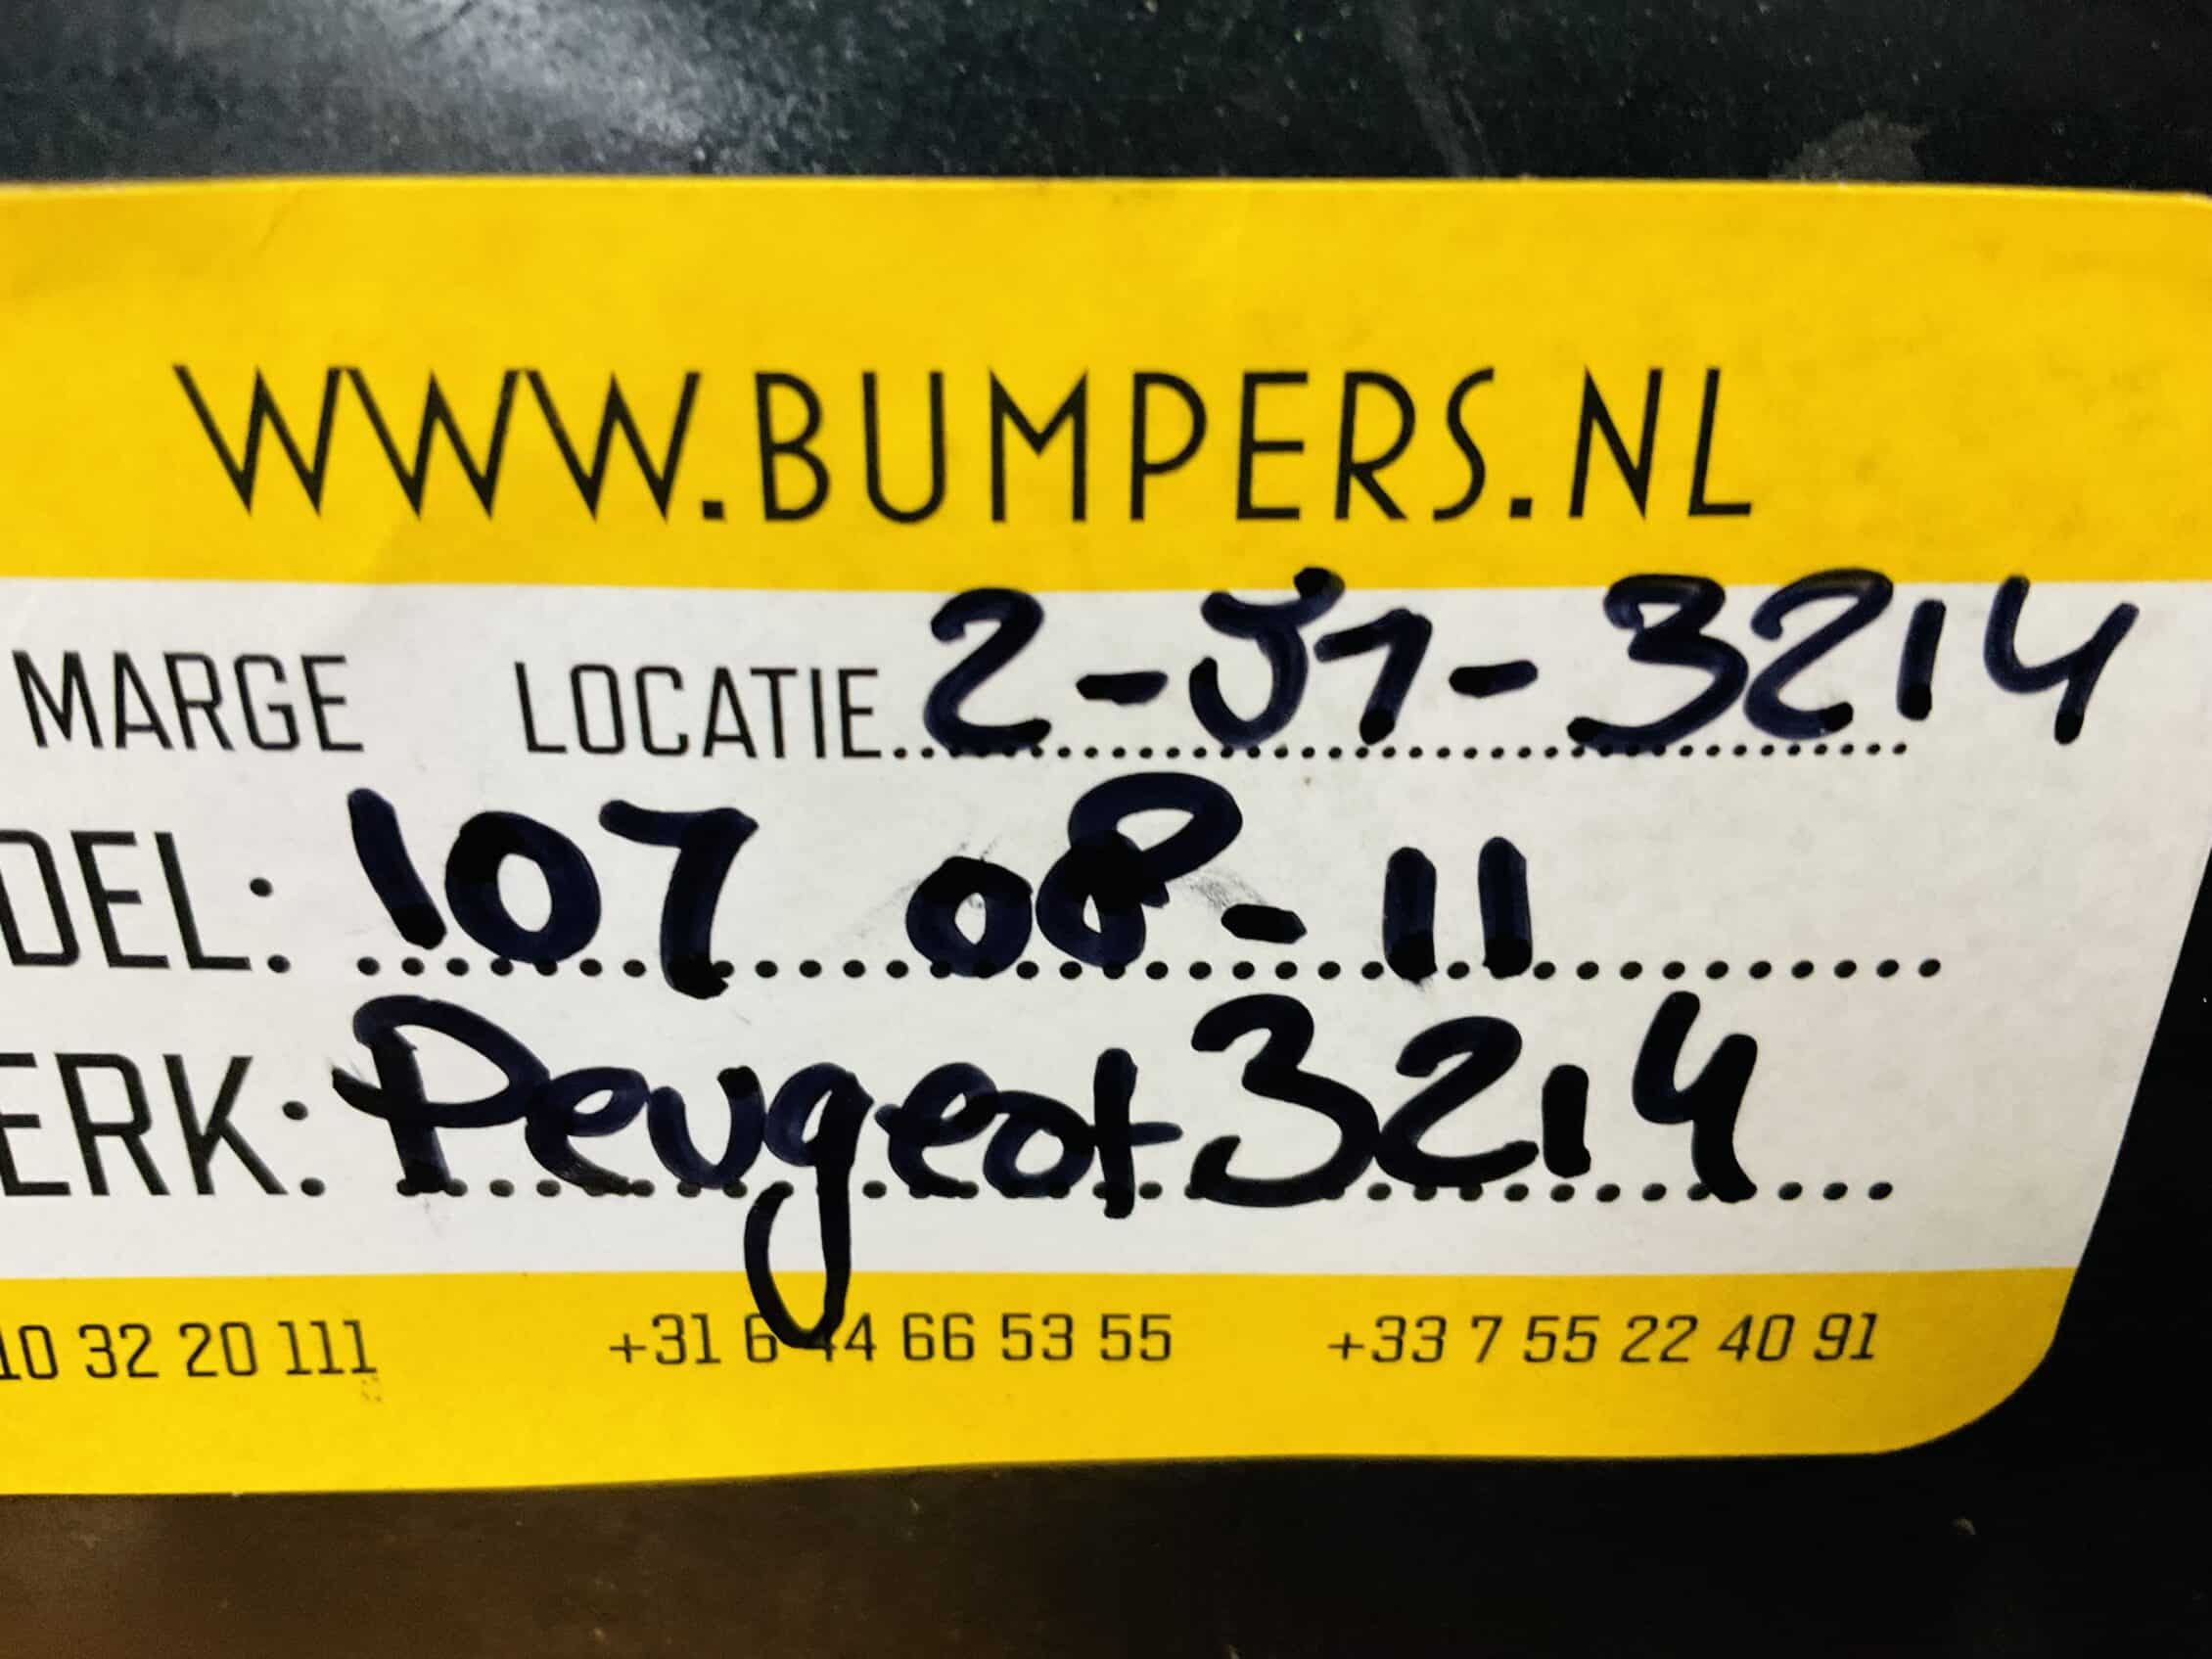 WWW.BUMPERS.NL
MARGE LOCATIE 2-51-3214
DEL: 107 08-11
ERK: Peugeot 3214
10 32 20 111 +31 6 44 66 53 55 +33 7 55 22 40 91